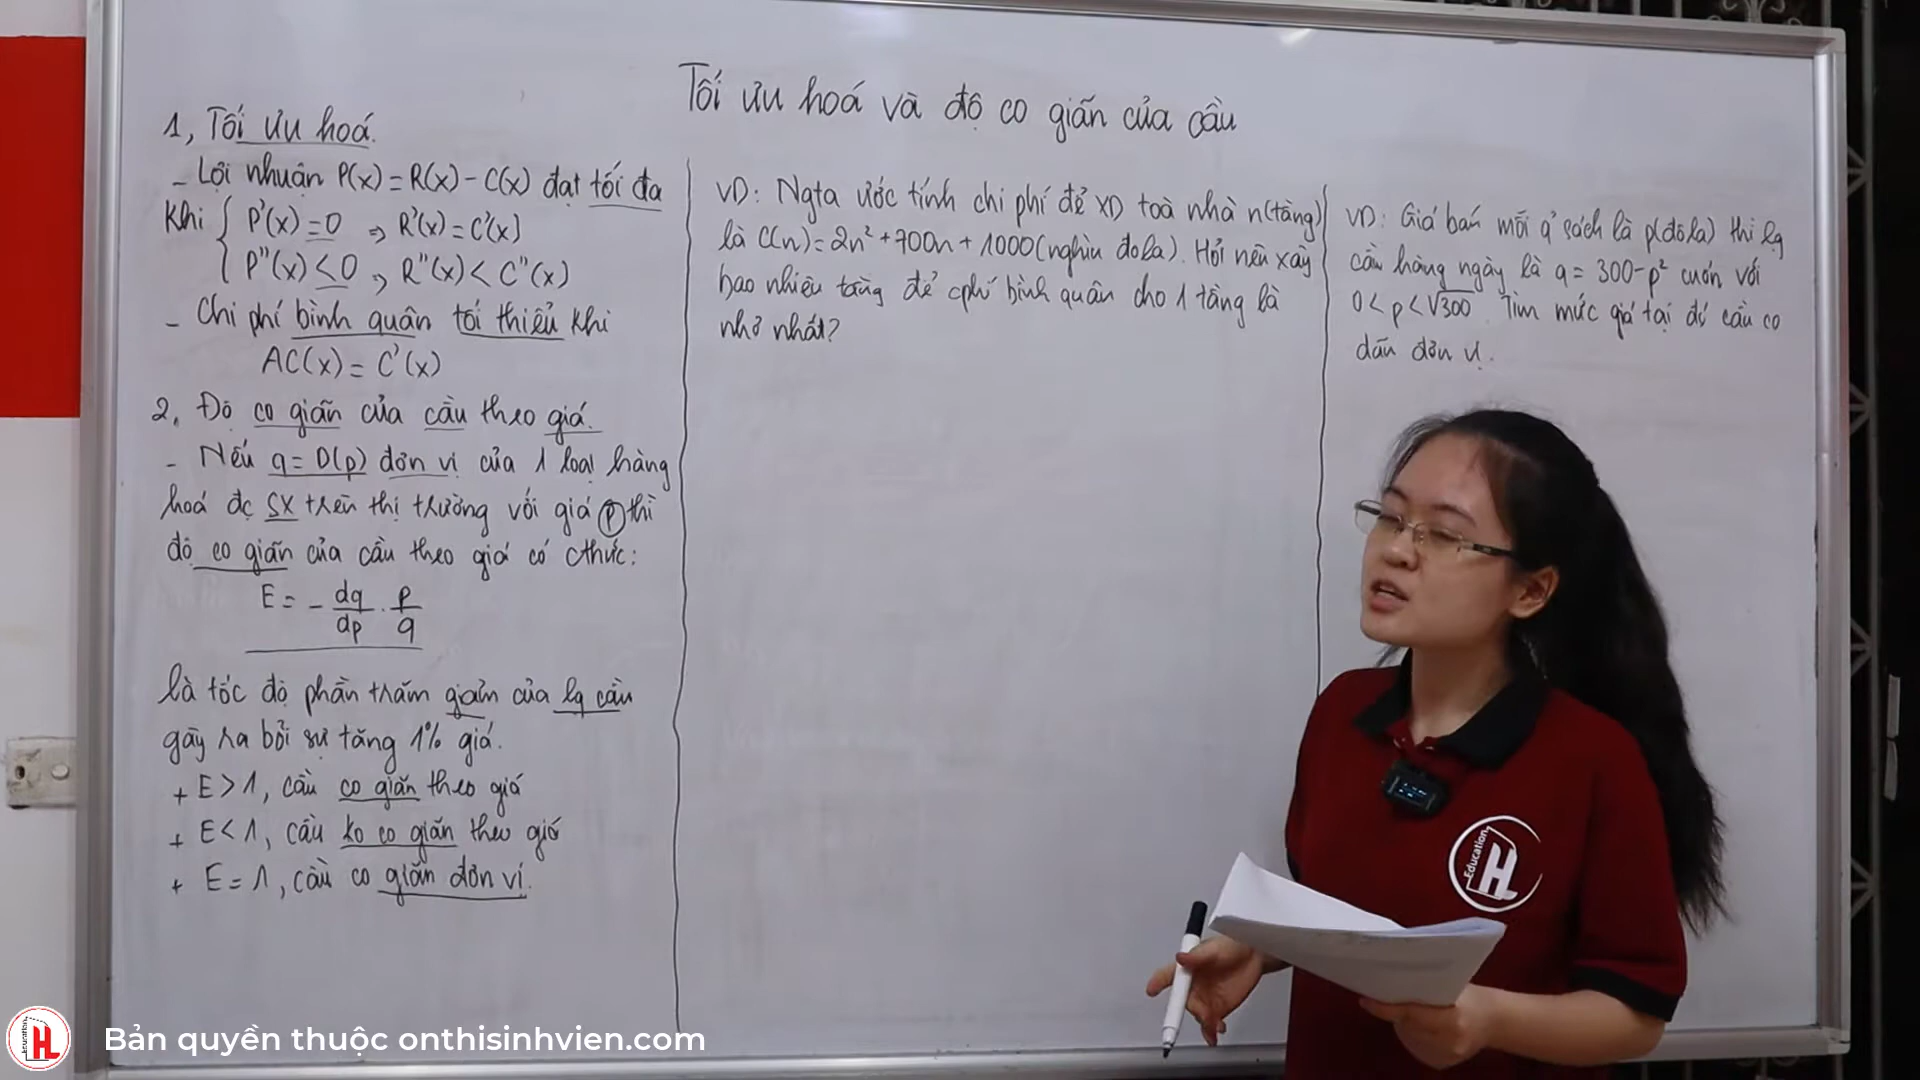 Tối ưu hoá và độ co giãn của cầu
1, Tối ưu hoá.
- Lợi nhuận P(x) = R(x) - C(x) đạt tối đa
khi { P'(x) = 0 => R'(x) = C'(x)
P''(x) < 0 => R''(x) < C''(x)
- Chi phí bình quân tối thiểu khi
AC(x) = C'(x)
2, Độ co giãn của cầu theo giá.
- Nếu q = D(p) đơn vị của 1 loại hàng
hoá đc sx trên thị trường với giá p thì
độ co giãn của cầu theo giá có cthức:
E = - dq/dp . p/q
là tốc độ phần trăm giảm của lg cầu
gây ra bởi sự tăng 1% giá.
+ E > 1, cầu co giãn theo giá
+ E < 1, cầu ko co giãn theo giá
+ E = 1, cầu co giãn đơn vị.
VD: Ngta ước tính chi phí để XD toà nhà n (tầng)
là C(n) = 2n² + 700n + 1000 (nghìn đola). Hỏi nên xây
bao nhiêu tầng để cphí bình quân cho 1 tầng là
nhỏ nhất?
VD: Giá bán mỗi q' sách là p (đôla) thì lg
cầu hàng ngày là q = 300 - p² cuốn với
0 < p < √300. Tìm mức giá tại đó cầu co
dãn đơn vị.
Education
HL
Education
HL
Bản quyền thuộc onthisinhvien.com